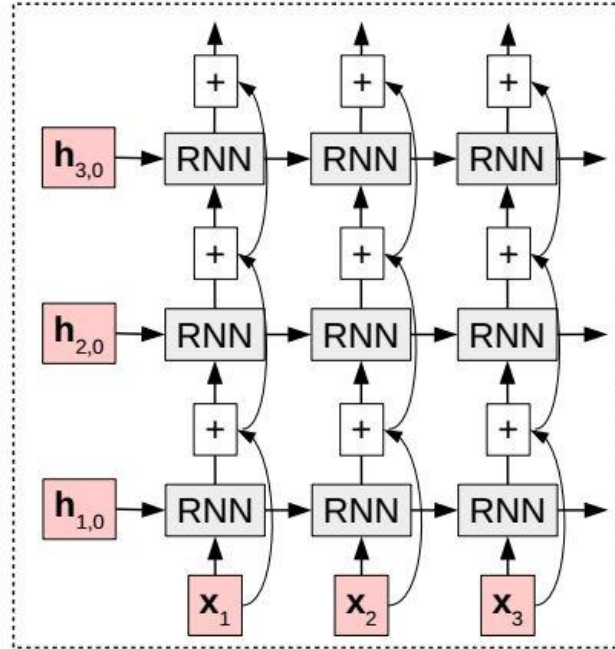 + + +
h3,0 RNN RNN RNN
+ + +
h2,0 RNN RNN RNN
+ + +
h1,0 RNN RNN RNN
x1 x2 x3